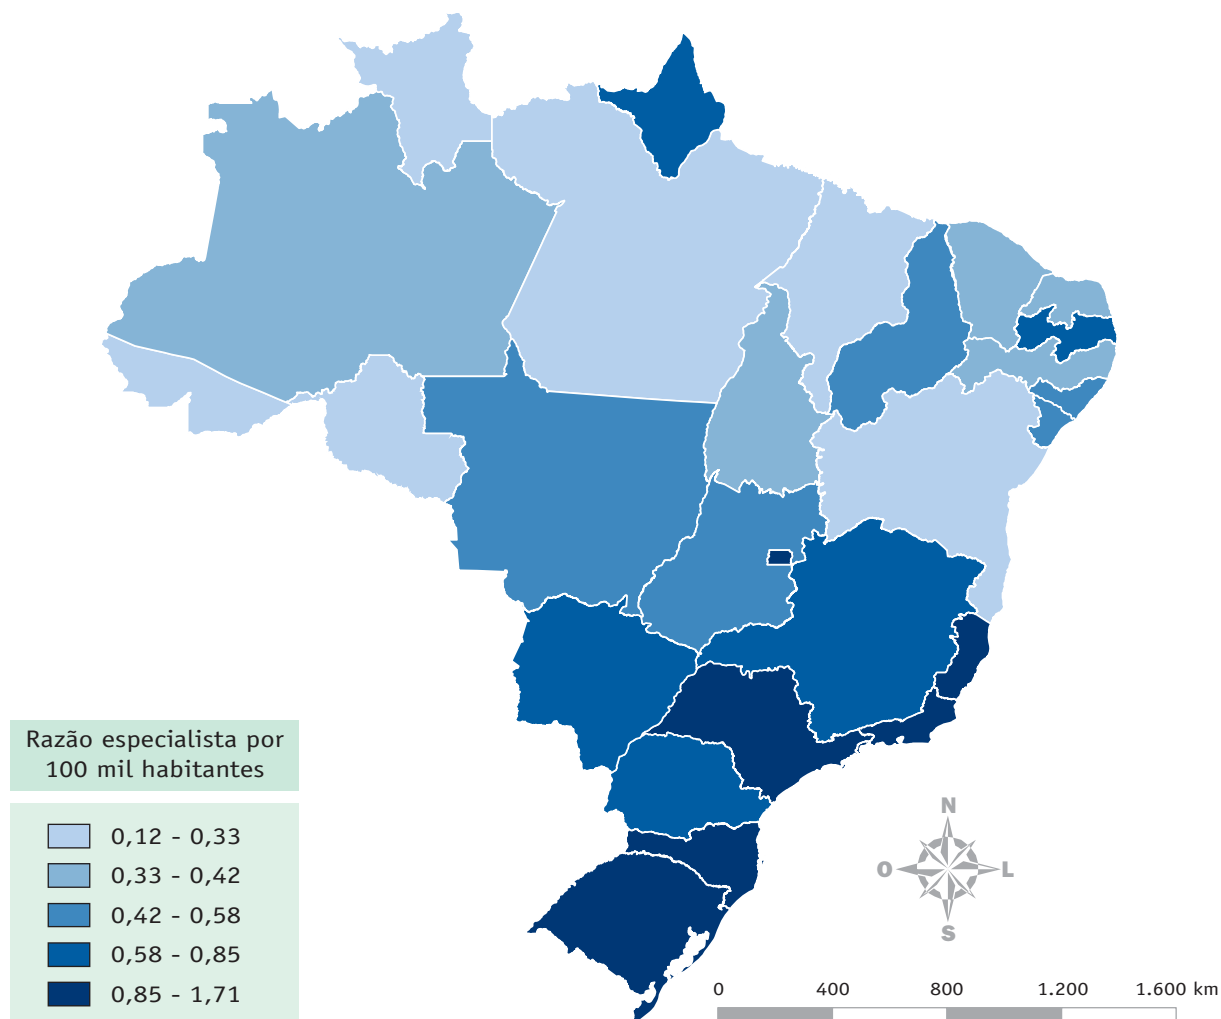 Razão especialista por
100 mil habitantes
0,12 - 0,33
0,33 - 0,42
0,42 - 0,58
0,58 - 0,85
0,85 - 1,71
N
O L
S
0 400 800 1.200 1.600 km